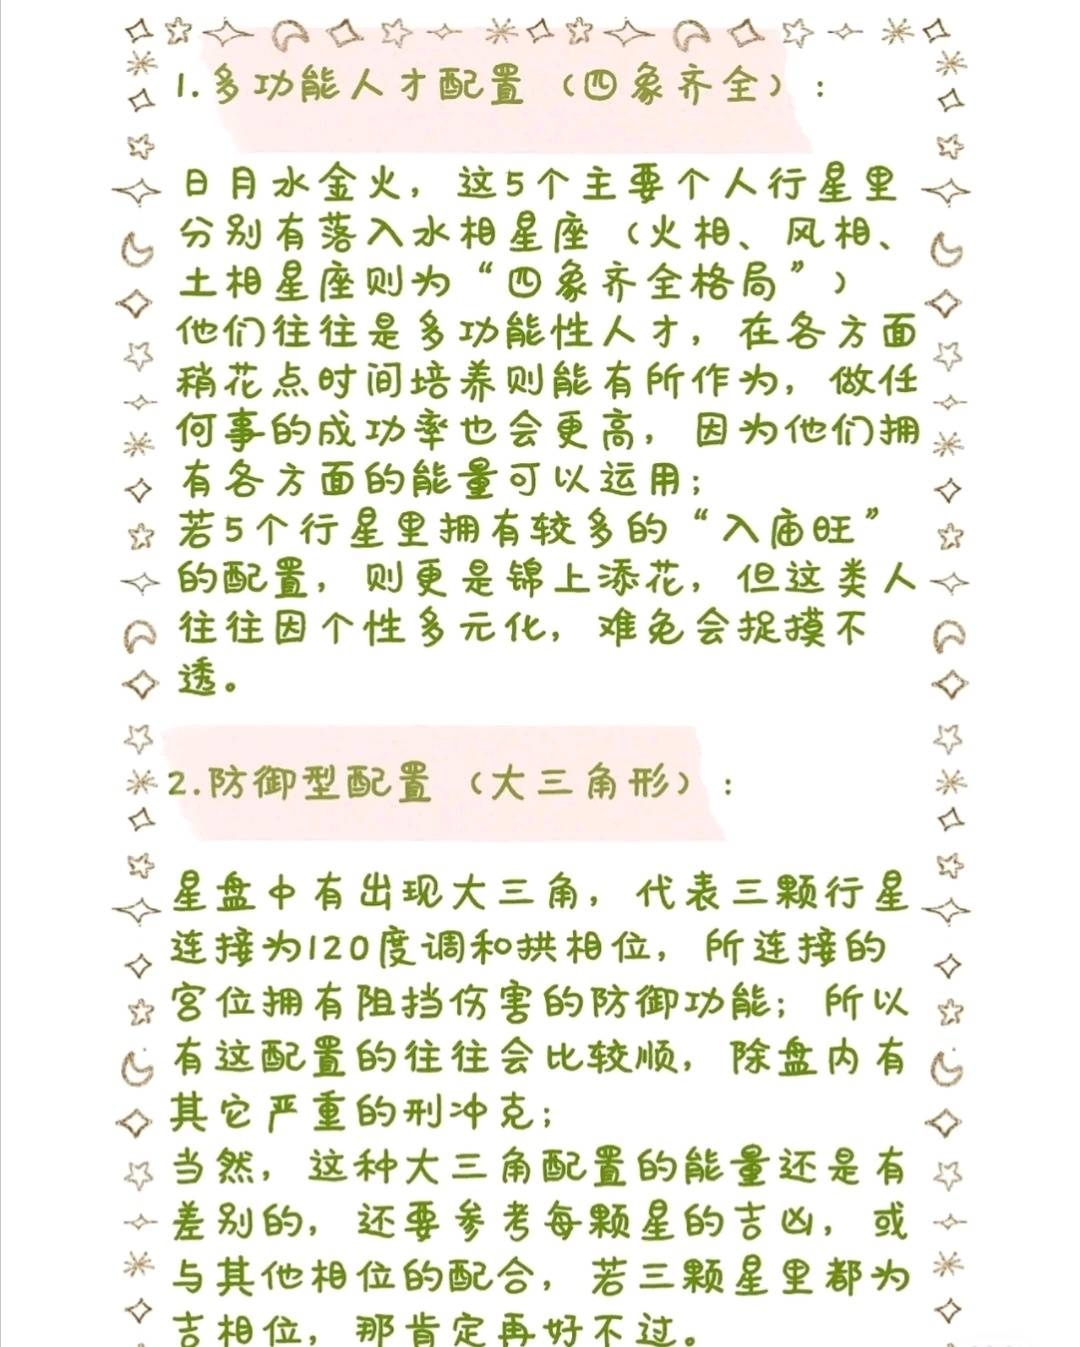 1.多功能人才配置（四象齐全）：
日月水金火，这5个主要个人行星里
分别有落入水相星座（火相、风相、
土相星座则为“四象齐全格局”）
他们往往是多功能性人才，在各方面
稍花点时间培养则能有所作为，做任
何事的成功率也会更高，因为他们拥
有各方面的能量可以运用；
若5个行星里拥有较多的“入庙旺”
的配置，则更是锦上添花，但这类人
往往因个性多元化，难免会捉摸不
透。
2.防御型配置（大三角形）：
星盘中有出现大三角，代表三颗行星
连接为120度调和拱相位，所连接的
宫位拥有阻挡伤害的防御功能；所以
有这配置的往往会比较顺，除盘内有
其它严重的刑冲克；
当然，这种大三角配置的能量还是有
差别的，还要参考每颗星的吉凶，或
与其他相位的配合，若三颗星里都为
吉相位，那肯定再好不过。